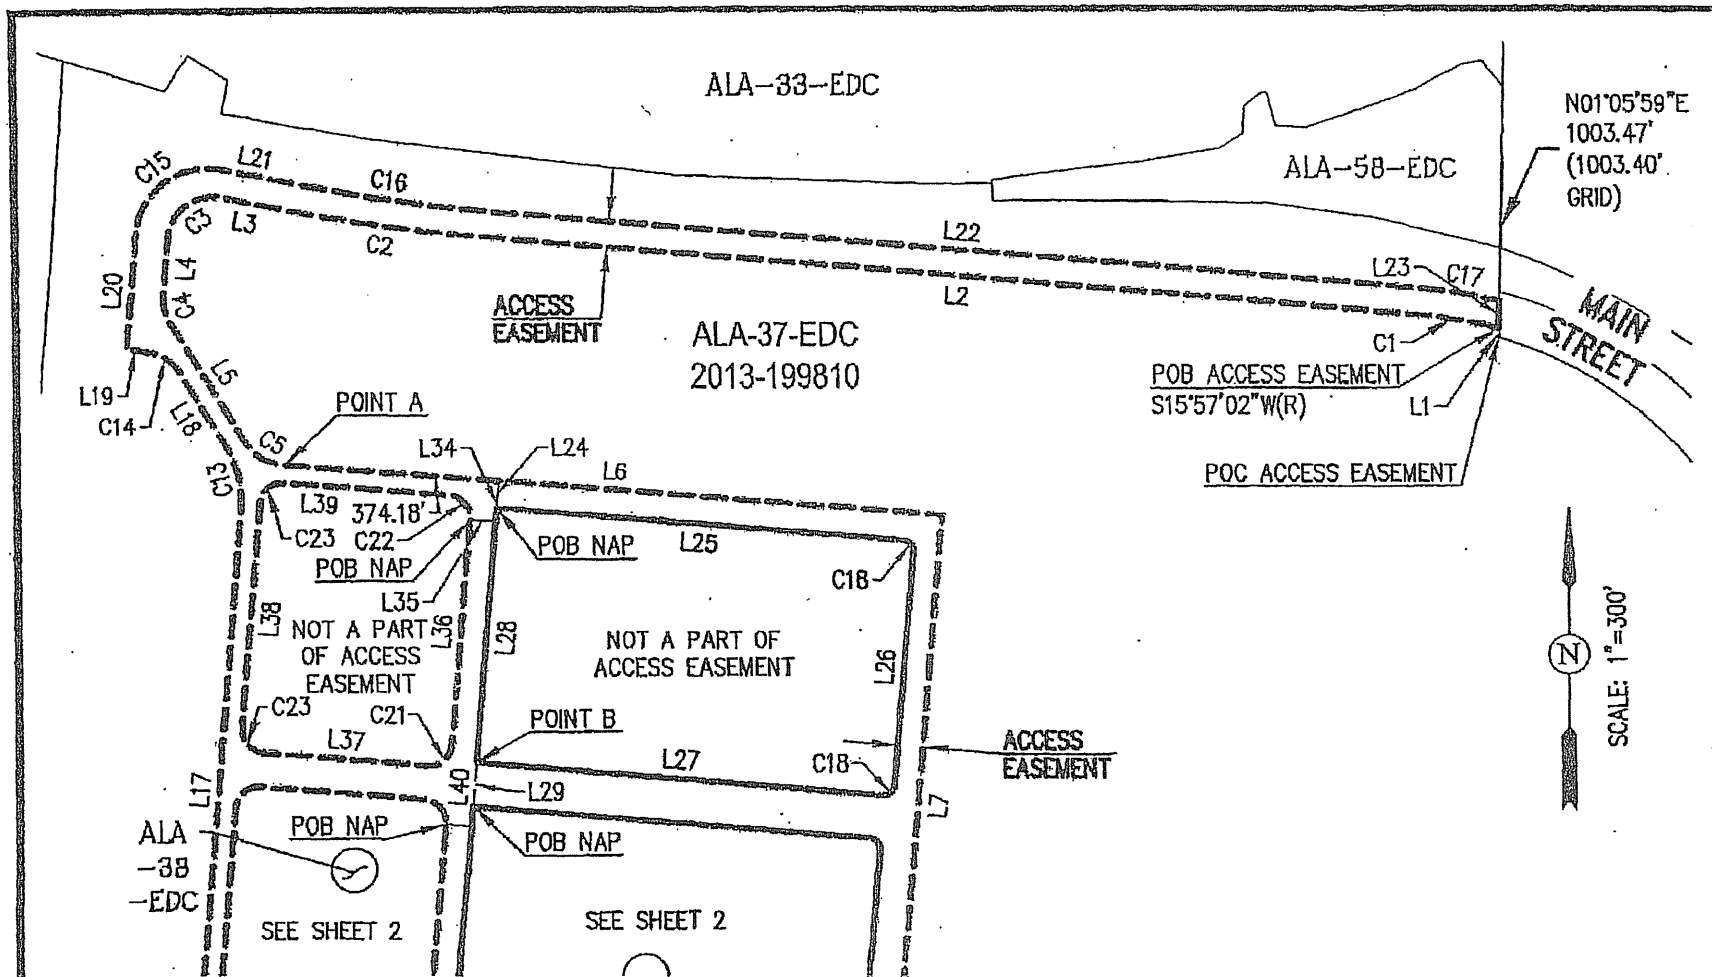 ALA-33-EDC
N01°05'59"E
1003.47'
(1003.40'
GRID)
ALA-58-EDC
C15
L21
C16
C3
L3
C2
L22
L23
C17
L20
L4
C4
L2
C1
MAIN
STREET
ACCESS
EASEMENT
ALA-37-EDC
2013-199810
POB ACCESS EASEMENT
S15°57'02"W(R)
L1
POC ACCESS EASEMENT
L5
L19
C14
L18
POINT A
C5
C13
L34
L24
L6
L39
374.18'
C23
C22
POB NAP
POB NAP
L25
C18
L35
L38
L36
L28
L26
NOT A PART
OF ACCESS
EASEMENT
NOT A PART OF
ACCESS EASEMENT
C23
C21
L37
POINT B
L27
C18
ACCESS
EASEMENT
L17
L40
L29
L7
POB NAP
POB NAP
ALA
-38
-EDC
SEE SHEET 2
SEE SHEET 2
N
SCALE: 1"=300'